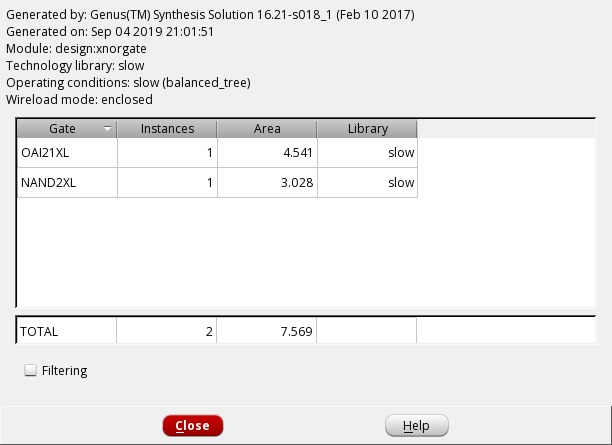 Generated by: Genus(TM) Synthesis Solution 16.21-s018_1 (Feb 10 2017)
Generated on: Sep 04 2019 21:01:51
Module: design:xnorgate
Technology library: slow
Operating conditions: slow (balanced_tree)
Wireload mode: enclosed
Gate Instances Area Library
OAI21XL 1 4.541 slow
NAND2XL 1 3.028 slow
TOTAL 2 7.569
Filtering
Close Help